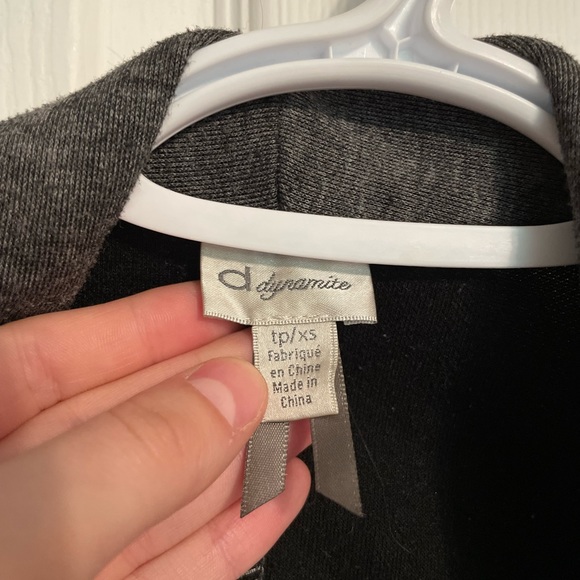 d dynamite
tp/xs
Fabriqué
en Chine
Made in
China